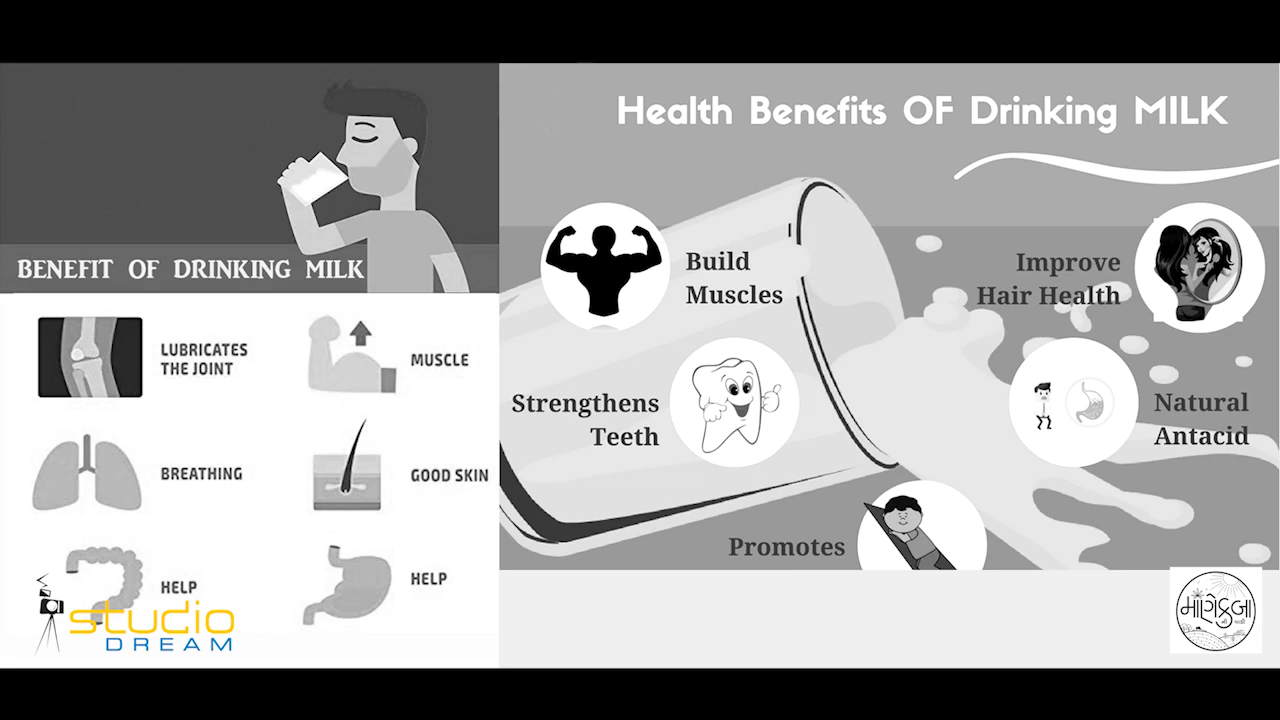 BENEFIT OF DRINKING MILK
LUBRICATES
THE JOINT
MUSCLE
BREATHING
GOOD SKIN
HELP
HELP
studio
DREAM
Health Benefits OF Drinking MILK
Build
Muscles
Improve
Hair Health
Strengthens
Teeth
Natural
Antacid
Promotes
માણેકબા